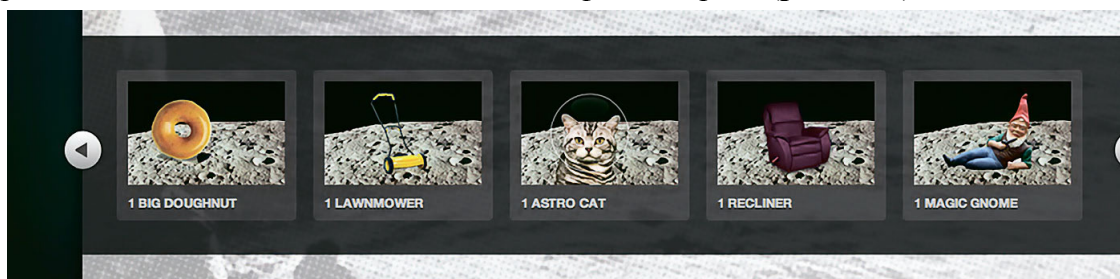 1 BIG DOUGHNUT
1 LAWNMOWER
1 ASTRO CAT
1 RECLINER
1 MAGIC GNOME